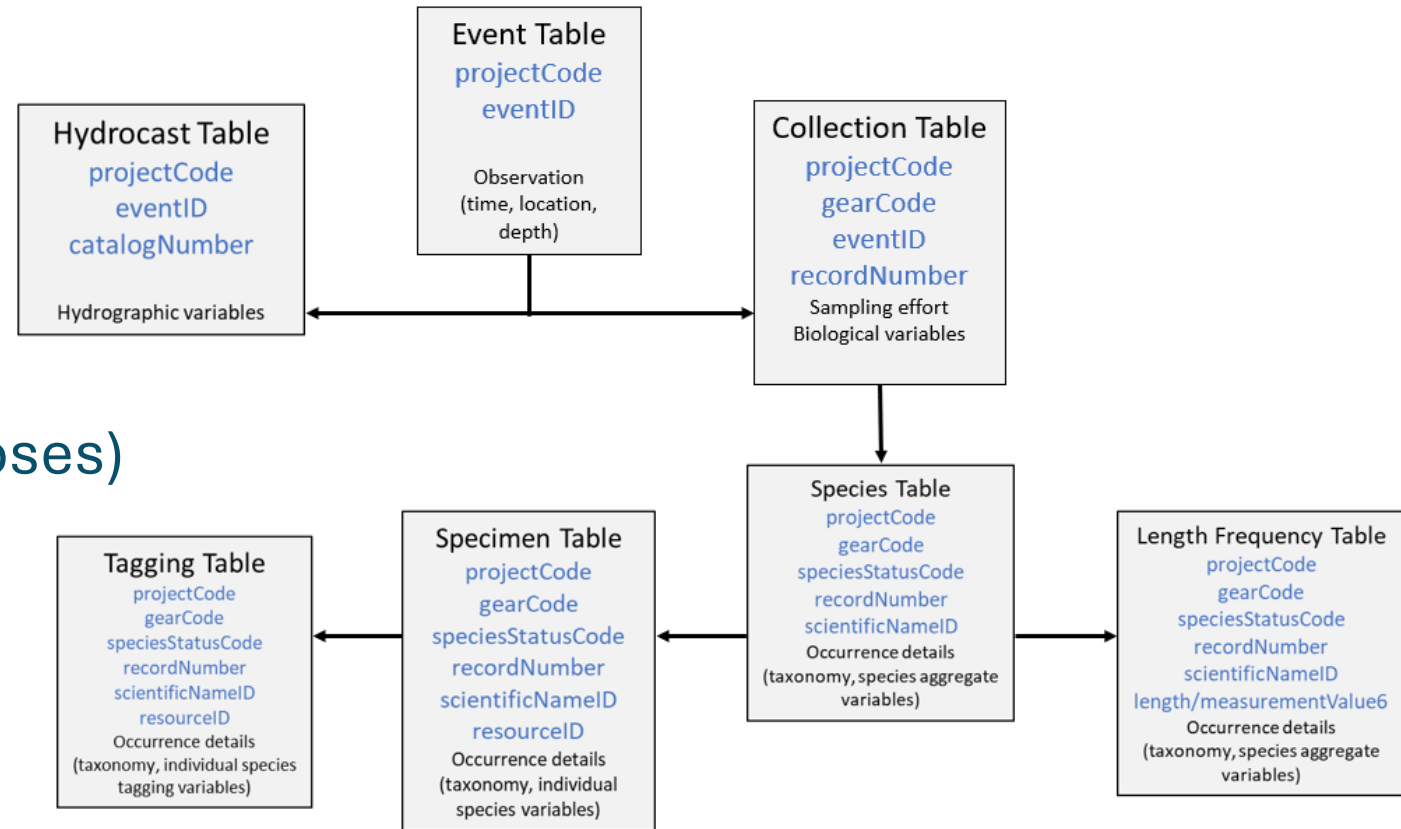 Event Table
projectCode
eventID
Observation
(time, location,
depth)
Hydrocast Table
projectCode
eventID
catalogNumber
Hydrographic variables
Collection Table
projectCode
gearCode
eventID
recordNumber
Sampling effort
Biological variables
oses)
Species Table
projectCode
gearCode
speciesStatusCode
recordNumber
scientificNameID
Occurrence details
(taxonomy, species aggregate
variables)
Tagging Table
projectCode
gearCode
speciesStatusCode
recordNumber
scientificNameID
resourceID
Occurrence details
(taxonomy, individual species
tagging variables)
Specimen Table
projectCode
gearCode
speciesStatusCode
recordNumber
scientificNameID
resourceID
Occurrence details
(taxonomy, individual
species variables)
Length Frequency Table
projectCode
gearCode
speciesStatusCode
recordNumber
scientificNameID
length/measurementValue6
Occurrence details
(taxonomy, species aggregate
variables)